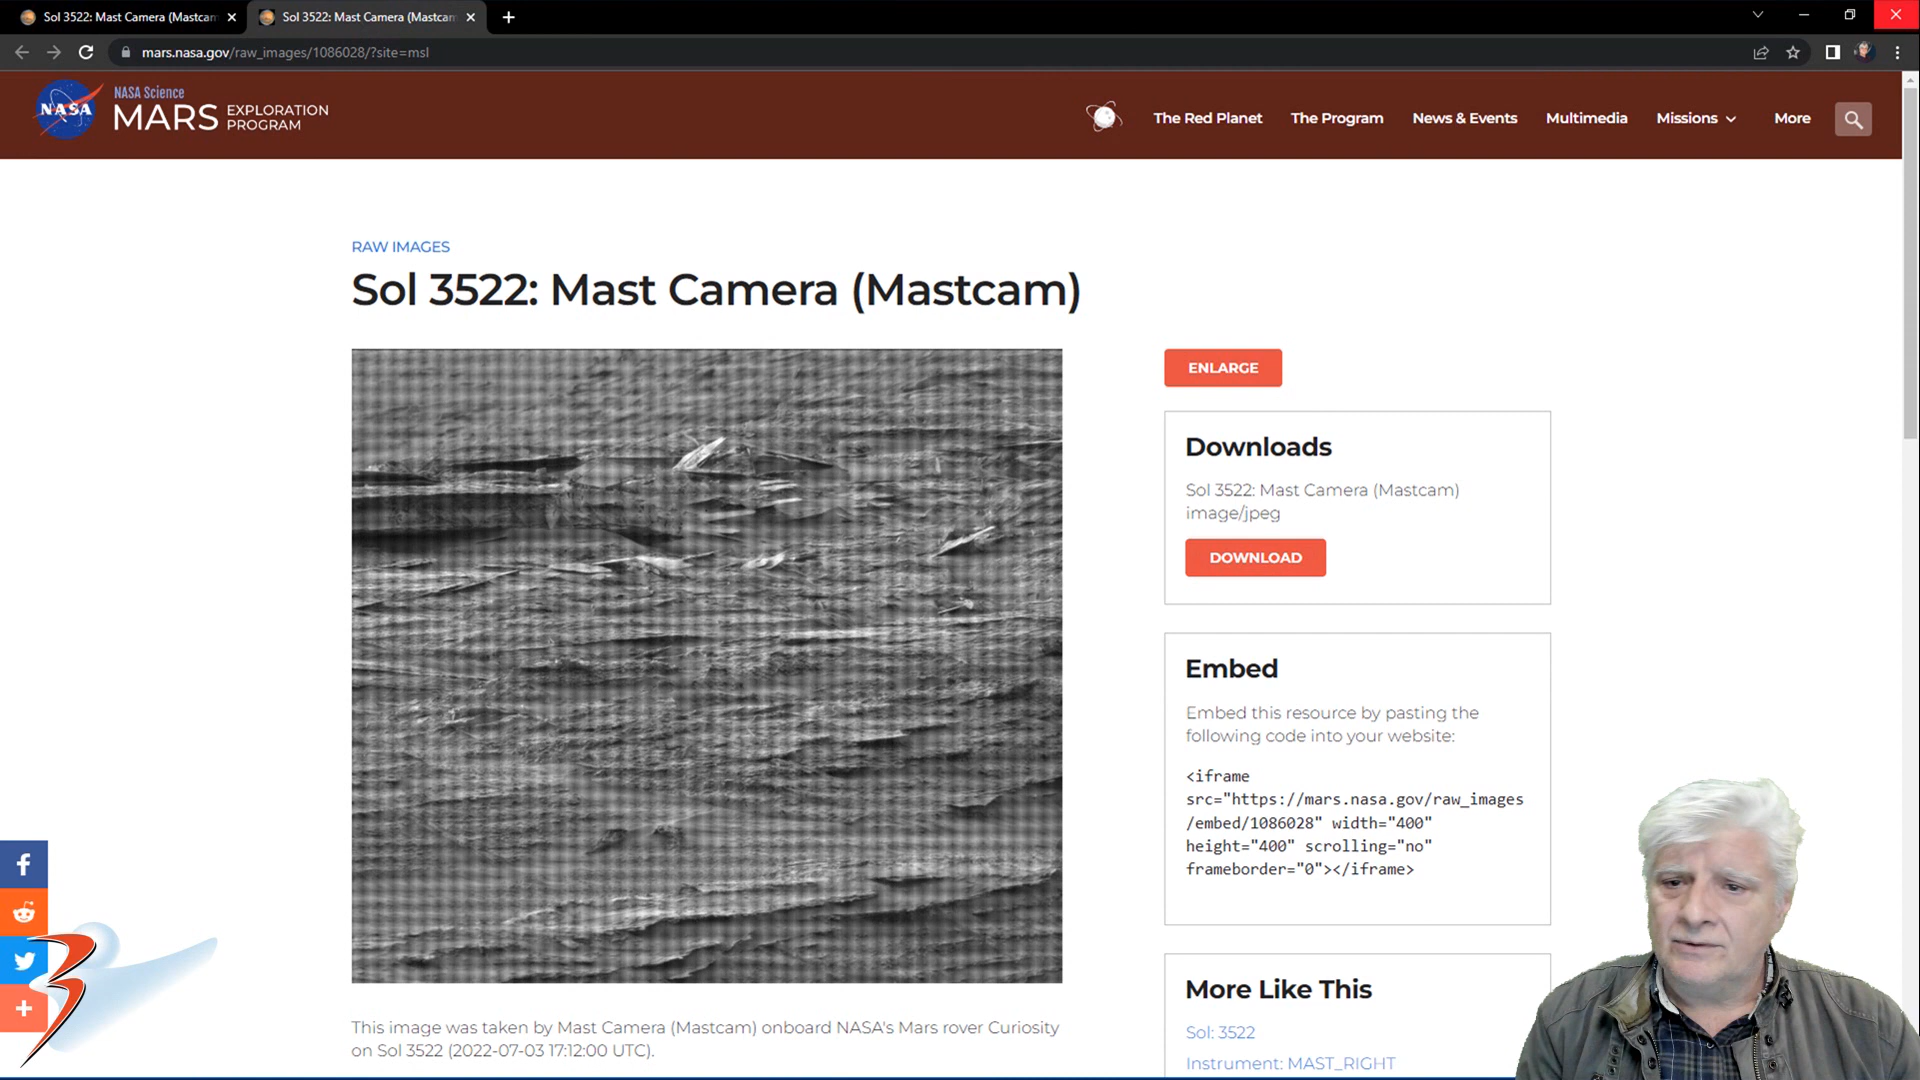 Sol 3522: Mast Camera (Mastcam
Sol 3522: Mast Camera (Mastcam
mars.nasa.gov/raw_images/1086028/?site=msl
NASA
NASA Science
MARS EXPLORATION PROGRAM
The Red Planet
The Program
News & Events
Multimedia
Missions
More
RAW IMAGES
Sol 3522: Mast Camera (Mastcam)
ENLARGE
Downloads
Sol 3522: Mast Camera (Mastcam)
image/jpeg
DOWNLOAD
Embed
Embed this resource by pasting the
following code into your website:
<iframe
src="https://mars.nasa.gov/raw_images
/embed/1086028" width="400"
height="400" scrolling="no"
frameborder="0"></iframe>
More Like This
Sol: 3522
Instrument: MAST_RIGHT
This image was taken by Mast Camera (Mastcam) onboard NASA's Mars rover Curiosity
on Sol 3522 (2022-07-03 17:12:00 UTC).